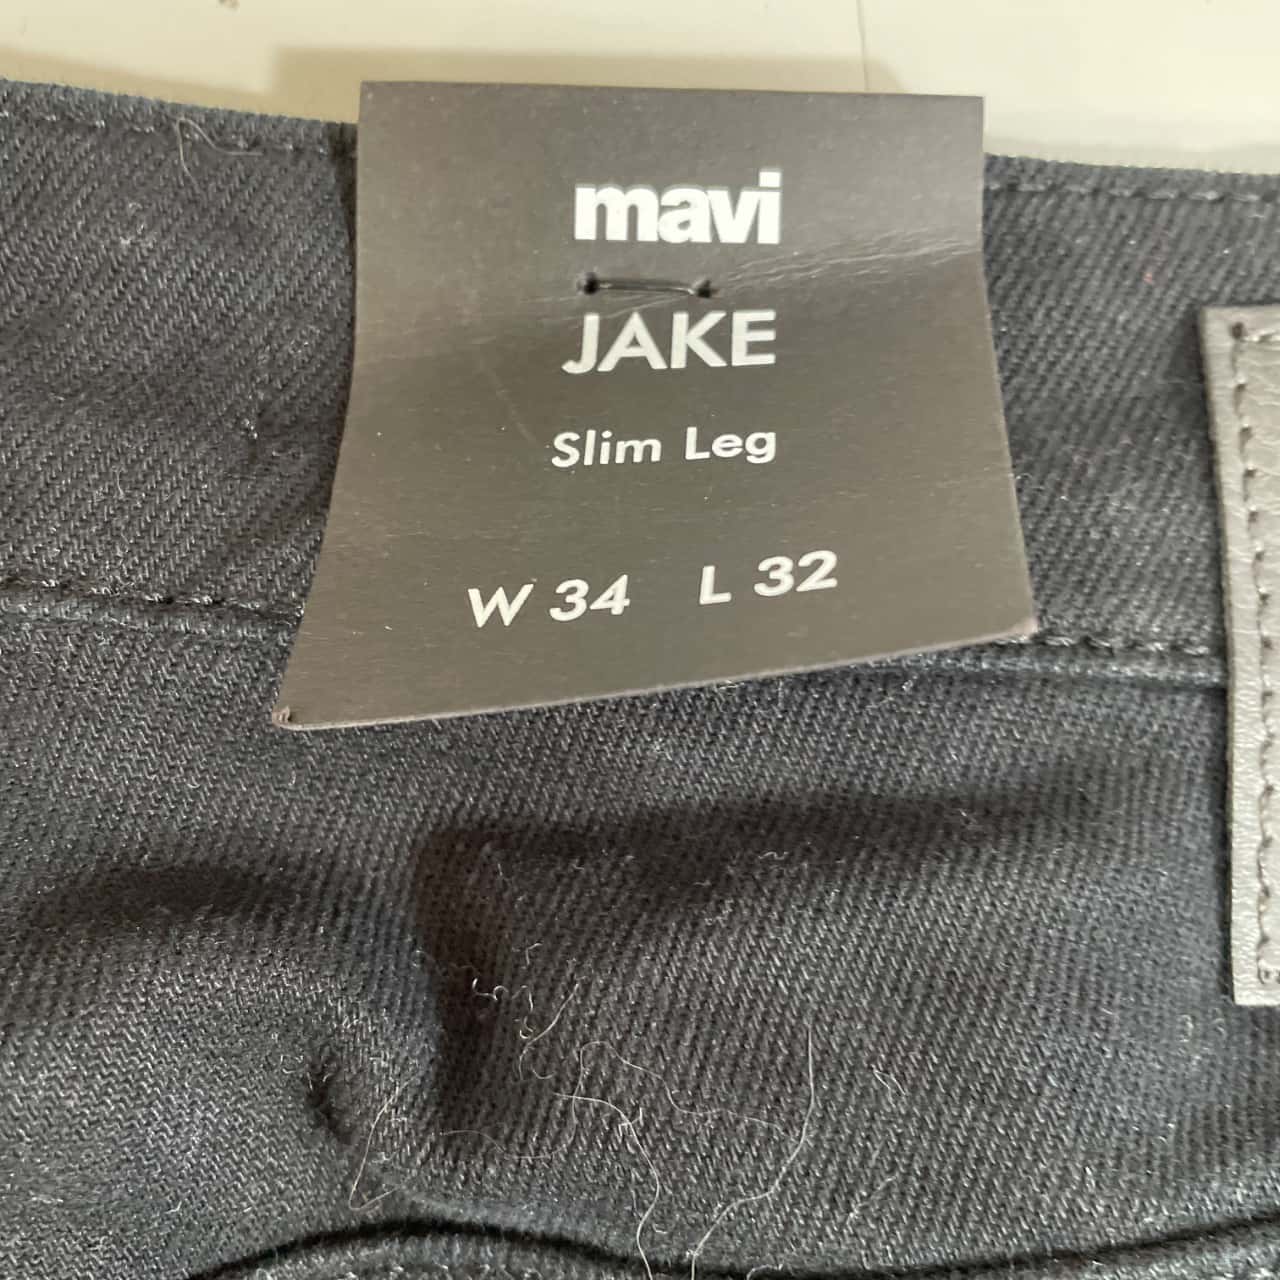 mavi
JAKE
Slim Leg
W 34 L 32